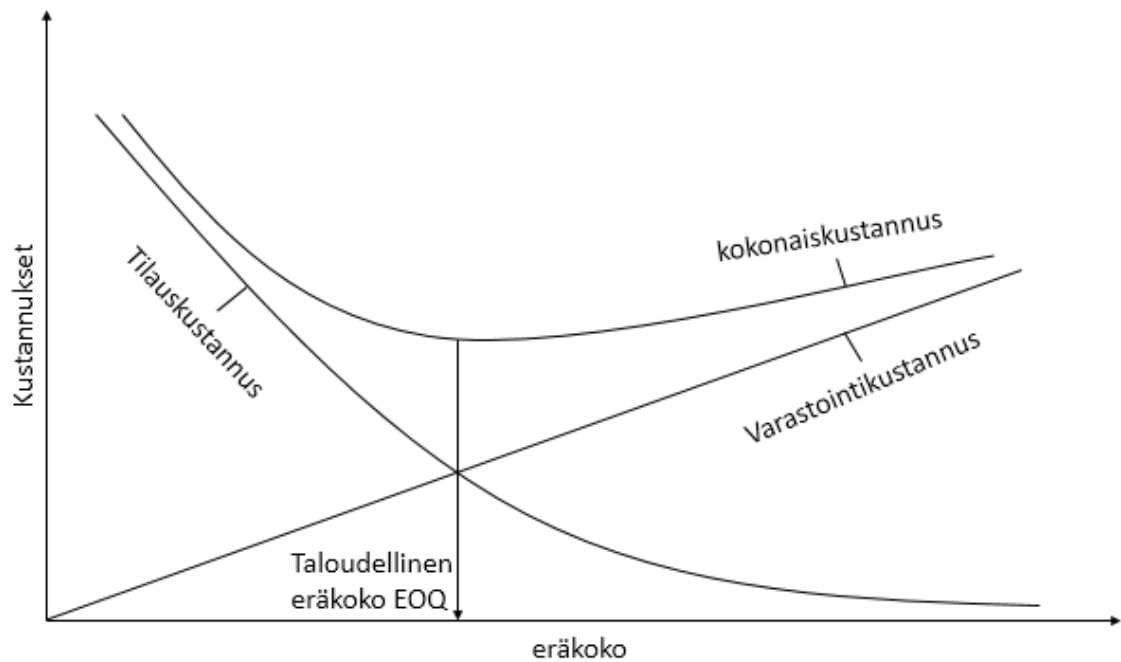 kokonaiskustannus
Tilauskustannus
Kustannukset
Varastointikustannus
Taloudellinen
eräkoko EOQ
eräkoko